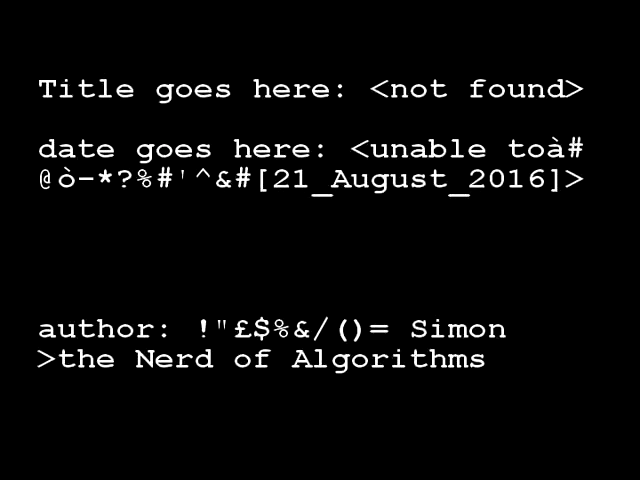 Title goes here: <not found>
date goes here: <unable toà#
@ò-*?%#'^&#[21_August_2016]>
author: !"£$%&/()= Simon
>the Nerd of Algorithms